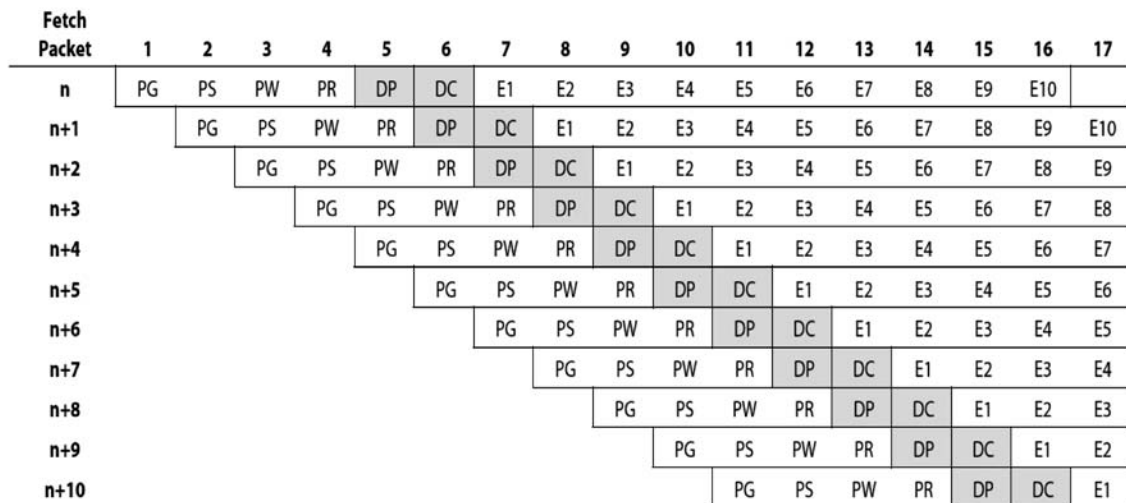 Fetch
Packet 1 2 3 4 5 6 7 8 9 10 11 12 13 14 15 16 17
n PG PS PW PR DP DC E1 E2 E3 E4 E5 E6 E7 E8 E9 E10
n+1 PG PS PW PR DP DC E1 E2 E3 E4 E5 E6 E7 E8 E9 E10
n+2 PG PS PW PR DP DC E1 E2 E3 E4 E5 E6 E7 E8 E9
n+3 PG PS PW PR DP DC E1 E2 E3 E4 E5 E6 E7 E8
n+4 PG PS PW PR DP DC E1 E2 E3 E4 E5 E6 E7
n+5 PG PS PW PR DP DC E1 E2 E3 E4 E5 E6
n+6 PG PS PW PR DP DC E1 E2 E3 E4 E5
n+7 PG PS PW PR DP DC E1 E2 E3 E4
n+8 PG PS PW PR DP DC E1 E2 E3
n+9 PG PS PW PR DP DC E1 E2
n+10 PG PS PW PR DP DC E1